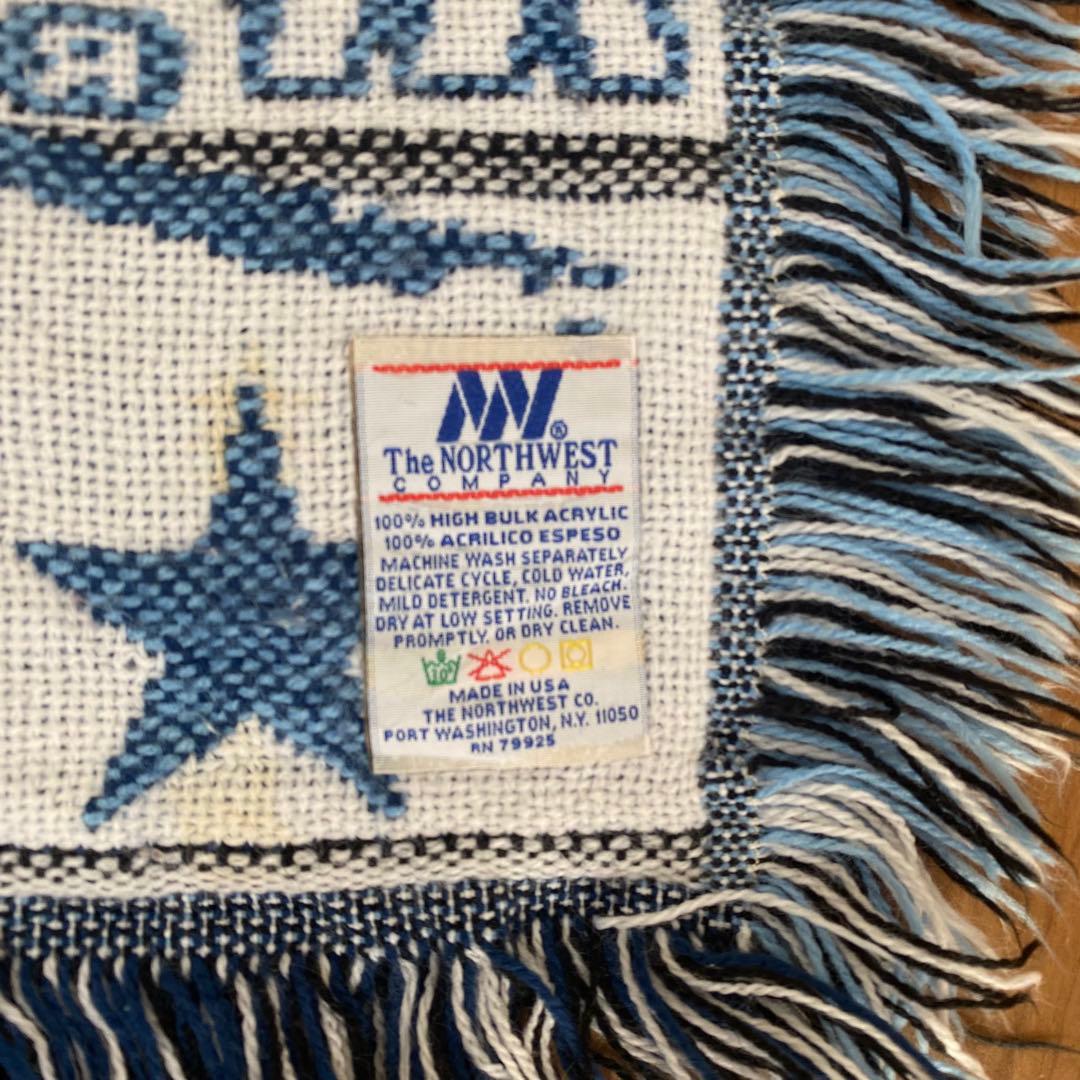 ®
The NORTHWEST
COMPANY
100% HIGH BULK ACRYLIC
100% ACRILICO ESPESO
MACHINE WASH SEPARATELY
DELICATE CYCLE, COLD WATER,
MILD DETERGENT. NO BLEACH.
DRY AT LOW SETTING. REMOVE
PROMPTLY. OR DRY CLEAN.
MADE IN USA
THE NORTHWEST CO.
PORT WASHINGTON, N.Y. 11050
RN 79925